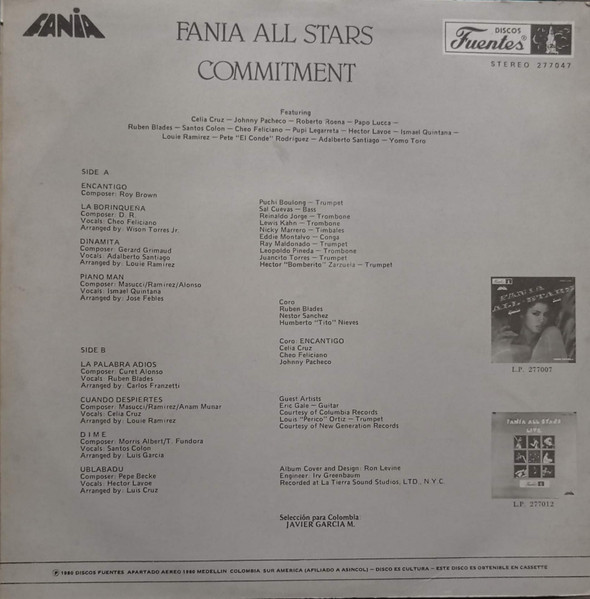 FANIA
FANIA ALL STARS
COMMITMENT
DISCOS
Fuentes
STEREO 277047
Featuring
Celia Cruz — Johnny Pacheco — Roberto Roena — Papo Lucca —
Ruben Blades — Santos Colon — Cheo Feliciano — Pupi Legarreta — Hector Lavoe — Ismael Quintana —
Louie Ramirez — Pete "El Conde" Rodriguez — Adalberto Santiago — Yomo Toro
SIDE A
ENCANTIGO
Composer: Roy Brown
LA BORINQUEÑA
Composer: D. R.
Vocals: Cheo Feliciano
Arranged by: Wison Torres Jr.
DINAMITA
Composer: Gerard Grimaud
Vocals: Adalberto Santiago
Arranged by: Louie Ramirez
PIANO MAN
Composer: Masucci/Ramirez/Alonso
Vocals: Ismael Quintana
Arranged by: Jose Febles
SIDE B
LA PALABRA ADIOS
Composer: Curet Alonso
Vocals: Ruben Blades
Arranged by: Carlos Franzetti
CUANDO DESPIERTES
Composer: Masucci/Ramirez/Anam Munar
Vocals: Celia Cruz
Arranged by: Louie Ramirez
DIME
Composer: Morris Albert/T. Fundora
Vocals: Santos Colon
Arranged by: Luis Garcia
UBLABADU
Composer: Pepe Becke
Vocals: Hector Lavoe
Arranged by: Luis Cruz
Puchi Boulong — Trumpet
Sal Cuevas — Bass
Reinaldo Jorge — Trombone
Lewis Kahn — Trombone
Nicky Marrero — Timbales
Eddie Montalvo — Conga
Ray Maldonado — Trumpet
Leopoldo Pineda — Trombone
Juancito Torres — Trumpet
Hector "Bomberito" Zarzuela — Trumpet
Coro
Ruben Blades
Nestor Sanchez
Humberto "Tito" Nieves
Coro: ENCANTIGO
Celia Cruz
Cheo Feliciano
Johnny Pacheco
Guest Artists
Eric Gale — Guitar
Courtesy of Columbia Records
Louis "Perico" Ortiz — Trumpet
Courtesy of New Generation Records
Album Cover and Design: Ron Levine
Engineer: Irv Greenbaum
Recorded at La Tierra Sound Studios, LTD., N.Y.C.
Selección para Colombia:
JAVIER GARCIA M.
FANIA
ALL STARS
L.P. 277007
FANIA ALL STARS
LIVE
L.P. 277012
℗ 1980 DISCOS FUENTES APARTADO AEREO 1960 MEDELLIN COLOMBIA SUR AMERICA (AFILIADO A ASINCOL) — DISCO ES CULTURA — ESTE DISCO ES OBTENIBLE EN CASSETTE